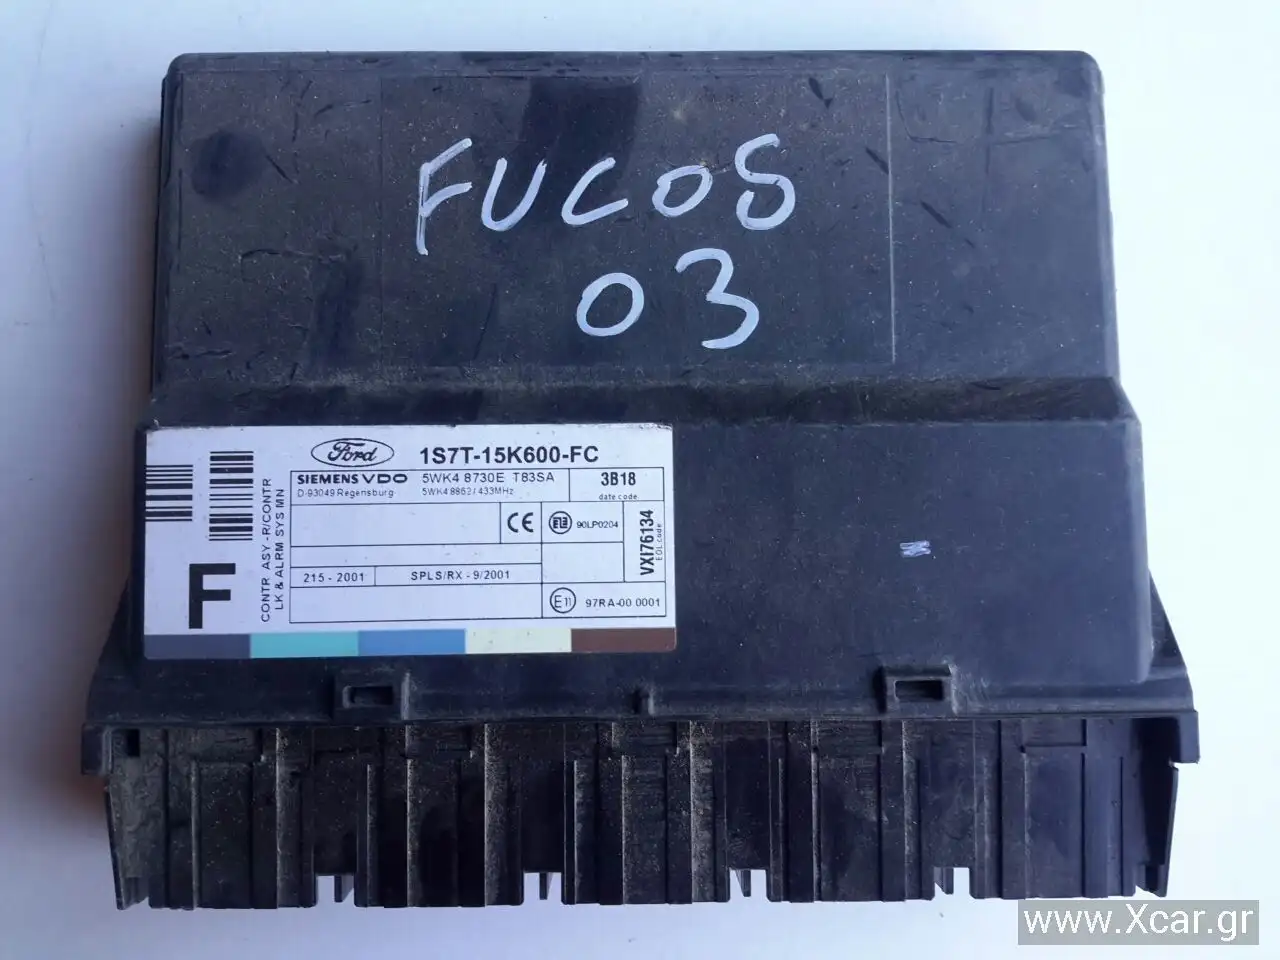 FUCOS
03
Ford
1S7T-15K600-FC
SIEMENS VDO
D-93049 Regensburg
5WK4 8730E T83SA
5WK4 8862 / 433MHz
3B18
date code
CE
90LP0204
VXI76134
EOL code
215 - 2001
SPLS/RX - 9/2001
E11
97RA-00 0001
CONTR ASY -R/CONTR
LK & ALRM SYS MN
F
www.Xcar.gr